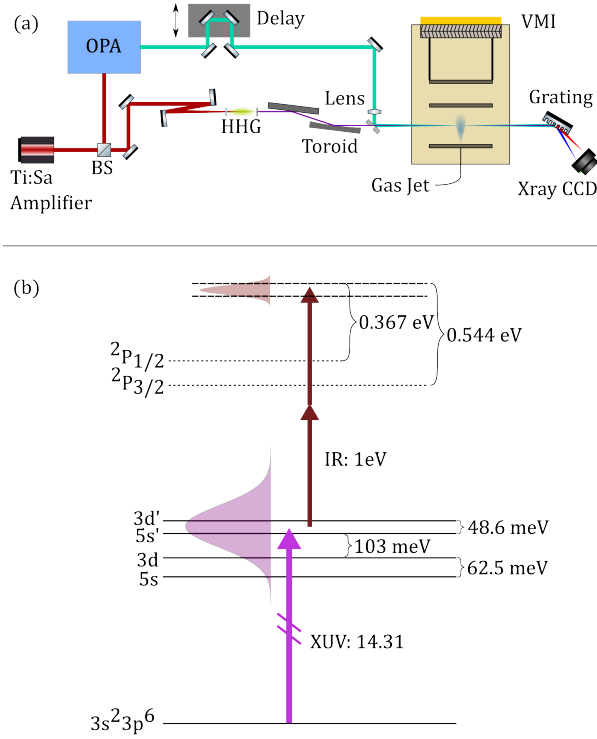 (a)
OPA
Delay
VMI
Lens
Grating
HHG
Toroid
BS
Ti:Sa
Amplifier
Gas Jet
Xray CCD
(b)
0.367 eV
0.544 eV
²P1/2
²P3/2
IR: 1eV
3d'
5s'
48.6 meV
103 meV
3d
5s
62.5 meV
XUV: 14.31
3s²3p⁶